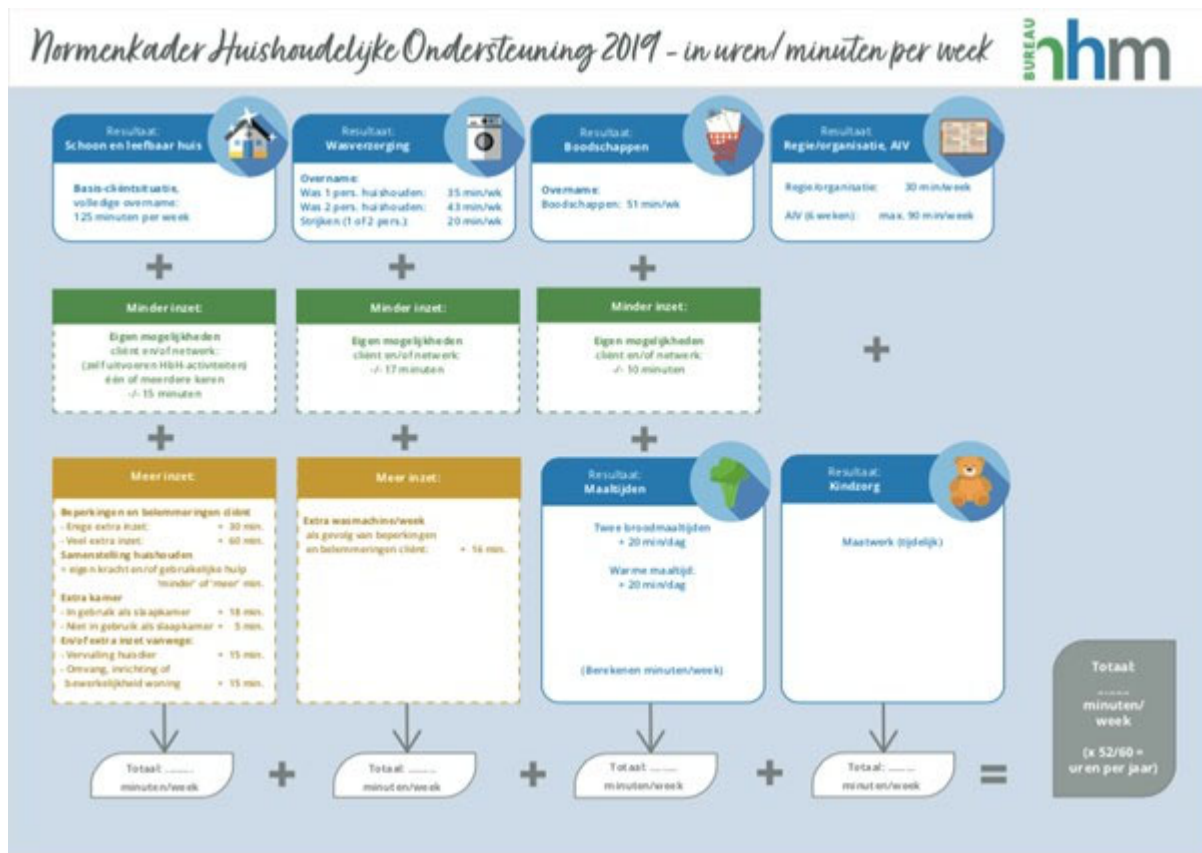 Normenkader Huishoudelijke Ondersteuning 2019 - in uren/minuten per week
BUREAU
nhm
Resultaat:
Schoon en leefbaar huis
Basis-cliëntsituatie,
volledige overname:
125 minuten per week
Resultaat:
Wasverzorging
Overname:
Was 1 pers. huishouden: 35 min/wk
Was 2 pers. huishouden: 43 min/wk
Strijken (1 of 2 pers.): 20 min/wk
Resultaat:
Boodschappen
Overname:
Boodschappen: 51 min/wk
Resultaat:
Regie/organisatie, AIV
Regie/organisatie: 30 min/week
AIV (6 weken): max. 90 min/week
+
+
+
Minder inzet:
Eigen mogelijkheden
cliënt en/of netwerk:
(zelf uitvoeren HbH-activiteiten)
één of meerdere keren
-/- 15 minuten
Minder inzet:
Eigen mogelijkheden
cliënt en/of netwerk:
-/- 17 minuten
Minder inzet:
Eigen mogelijkheden
cliënt en/of netwerk:
-/- 10 minuten
+
+
+
+
Meer inzet:
Beperkingen en belemmeringen cliënt
- Enige extra inzet: + 30 min.
- Veel extra inzet: + 60 min.
Samenstelling huishouden
= eigen kracht en/of gebruikelijke hulp
'minder' of 'meer' min.
Extra kamer
- In gebruik als slaapkamer + 18 min.
- Niet in gebruik als slaapkamer + 5 min.
En/of extra inzet vanwege:
- Vervuiling huisdier + 15 min.
- Omvang, inrichting of
bewerkelijkheid woning + 15 min.
Meer inzet:
Extra wasmachine/week
als gevolg van beperkingen
en belemmeringen cliënt: + 16 min.
Resultaat:
Maaltijden
Twee broodmaaltijden
+ 20 min/dag
Warme maaltijd:
+ 20 min/dag
(Berekenen minuten/week)
Resultaat:
Kindzorg
Maatwerk (tijdelijk)
Totaal: ........
minuten/week
+
Totaal: ........
minuten/week
+
Totaal: ........
minuten/week
+
Totaal: ........
minuten/week
=
Totaal:
........
minuten/
week
(x 52/60 =
uren per jaar)